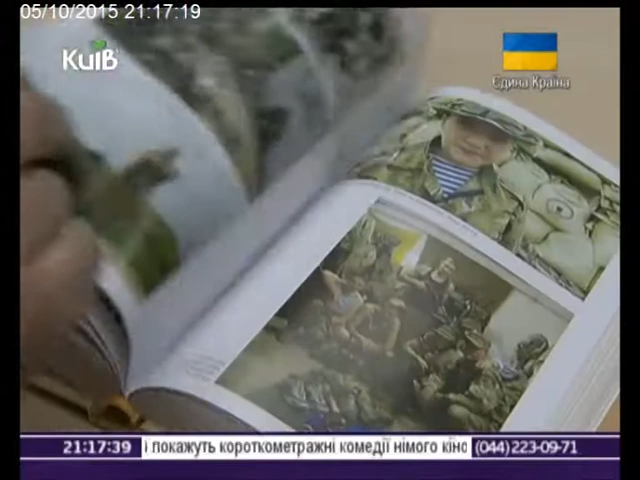 05/10/2015 21:17:19
КиїВ
Єдина Країна
21:17:39
і покажуть короткометражні комедії німого кіно
(044)223-09-71